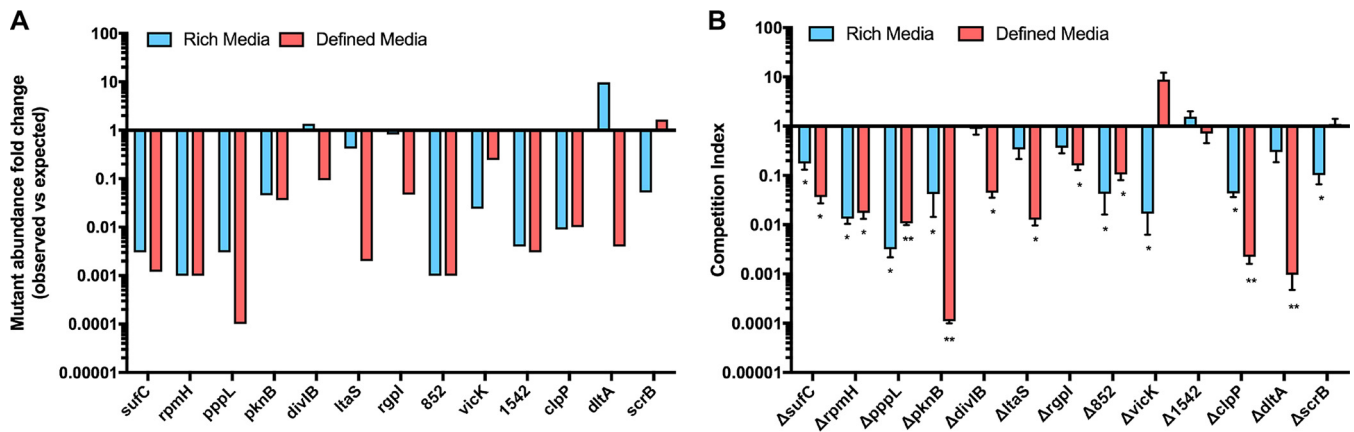 A
Rich Media
Defined Media
Mutant abundance fold change
(observed vs expected)
100
10
1
0.1
0.01
0.001
0.0001
0.00001
sufC
rpmH
pppL
pknB
divIB
ltaS
rgpI
852
vicK
1542
clpP
dltA
scrB
B
Rich Media
Defined Media
Competition Index
100
10
1
0.1
0.01
0.001
0.0001
0.00001
*
*
*
*
*
**
*
**
*
*
*
*
*
*
*
**
**
*
ΔsufC
ΔrpmH
ΔpppL
ΔpknB
ΔdivIB
ΔltaS
ΔrgpI
Δ852
ΔvicK
Δ1542
ΔclpP
ΔdltA
ΔscrB